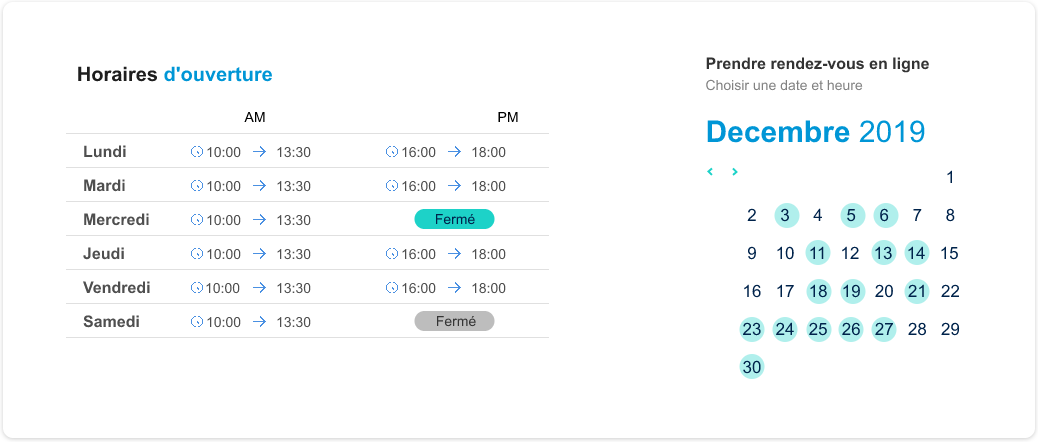 Horaires d'ouverture
AM PM
Lundi 10:00 13:30 16:00 18:00
Mardi 10:00 13:30 16:00 18:00
Mercredi 10:00 13:30 Fermé
Jeudi 10:00 13:30 16:00 18:00
Vendredi 10:00 13:30 16:00 18:00
Samedi 10:00 13:30 Fermé
Prendre rendez-vous en ligne
Choisir une date et heure
Decembre 2019
1
2 3 4 5 6 7 8
9 10 11 12 13 14 15
16 17 18 19 20 21 22
23 24 25 26 27 28 29
30